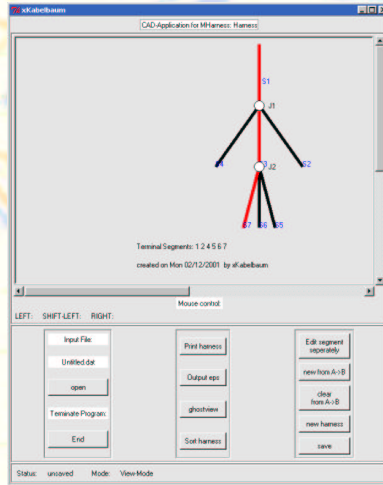 xKabelbaum
CAD-Application for MHarness: Harness
S1
J1
S4
S3
S2
J2
S7
S6
S5
Terminal Segments: 1 2 4 5 6 7
created on Mon 02/12/2001 by xKabelbaum
Mouse control:
LEFT: SHIFT-LEFT: RIGHT:
Input File:
Untitled.dat
open
Terminate Program:
End
Print harness
Output eps
ghostview
Sort harness
Edit segment
seperately
new from A->B
clear
from A->B
new harness
save
Status: unsaved Mode: View-Mode